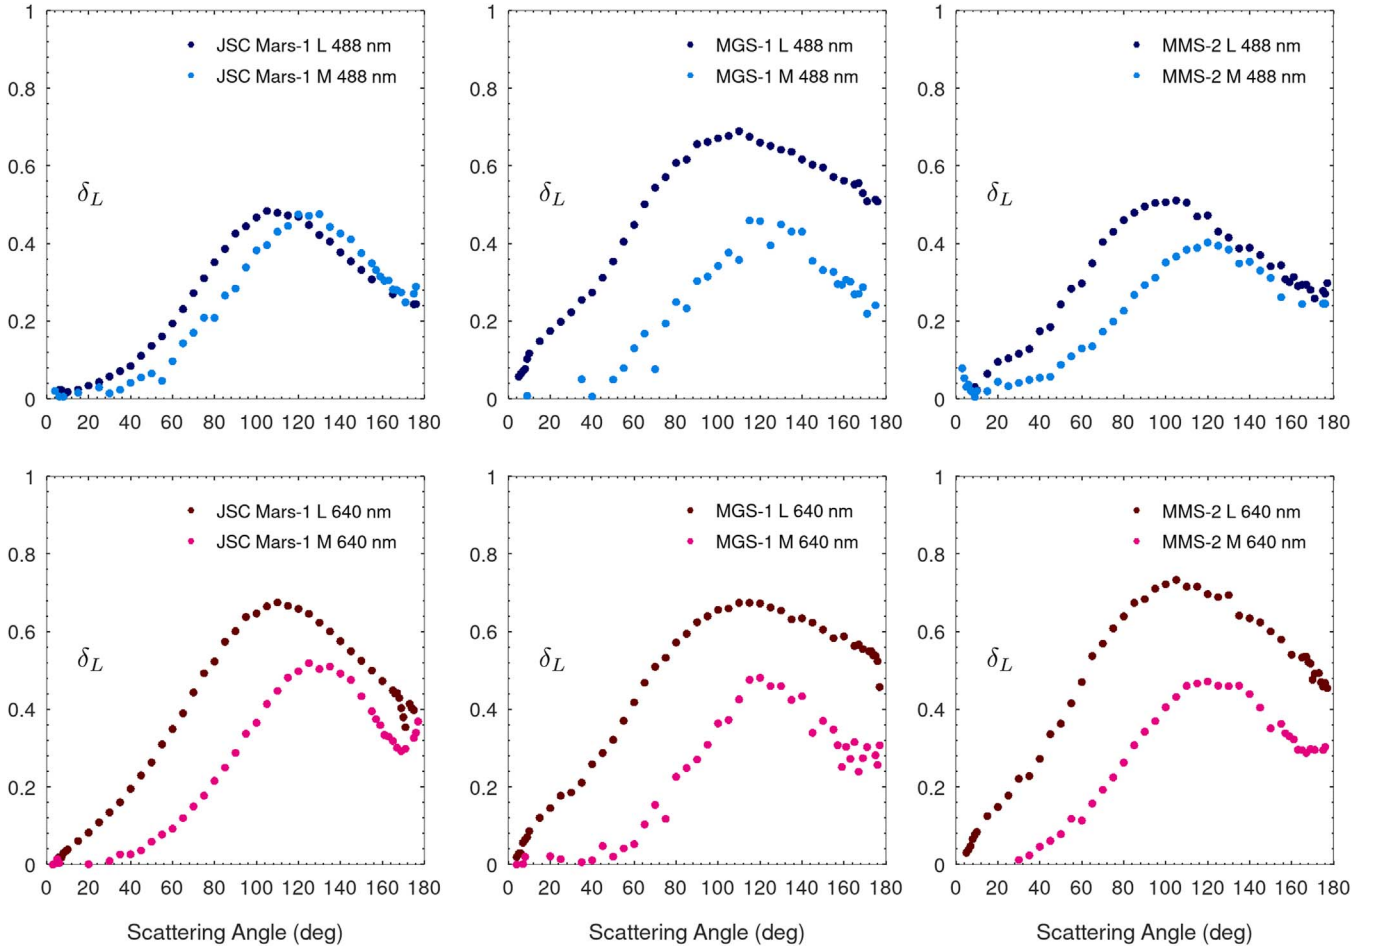 1
0.8
0.6
0.4
0.2
0
δL
JSC Mars-1 L 488 nm
JSC Mars-1 M 488 nm
0 20 40 60 80 100 120 140 160 180
1
0.8
0.6
0.4
0.2
0
δL
MGS-1 L 488 nm
MGS-1 M 488 nm
0 20 40 60 80 100 120 140 160 180
1
0.8
0.6
0.4
0.2
0
δL
MMS-2 L 488 nm
MMS-2 M 488 nm
0 20 40 60 80 100 120 140 160 180
1
0.8
0.6
0.4
0.2
0
δL
JSC Mars-1 L 640 nm
JSC Mars-1 M 640 nm
0 20 40 60 80 100 120 140 160 180
Scattering Angle (deg)
1
0.8
0.6
0.4
0.2
0
δL
MGS-1 L 640 nm
MGS-1 M 640 nm
0 20 40 60 80 100 120 140 160 180
Scattering Angle (deg)
1
0.8
0.6
0.4
0.2
0
δL
MMS-2 L 640 nm
MMS-2 M 640 nm
0 20 40 60 80 100 120 140 160 180
Scattering Angle (deg)